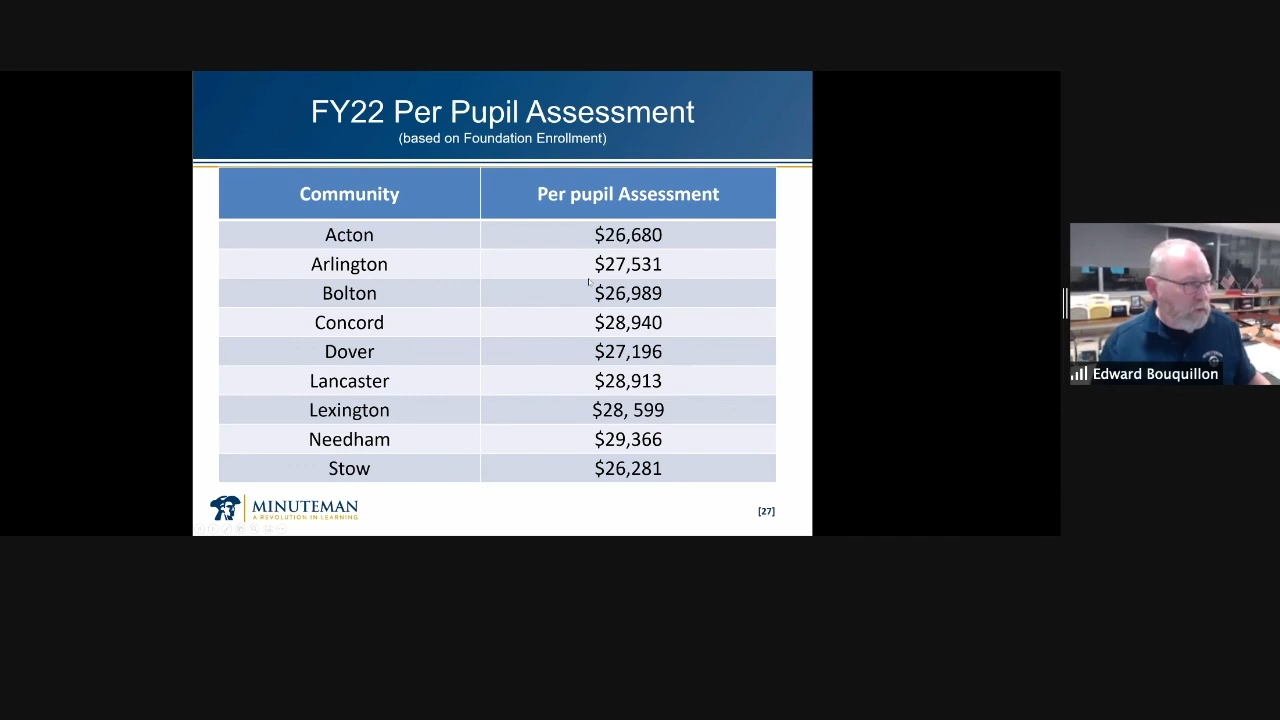 FY22 Per Pupil Assessment
(based on Foundation Enrollment)
Community Per pupil Assessment
Acton $26,680
Arlington $27,531
Bolton $26,989
Concord $28,940
Dover $27,196
Lancaster $28,913
Lexington $28, 599
Needham $29,366
Stow $26,281
MINUTEMAN
A REVOLUTION IN LEARNING
[27]
Edward Bouquillon